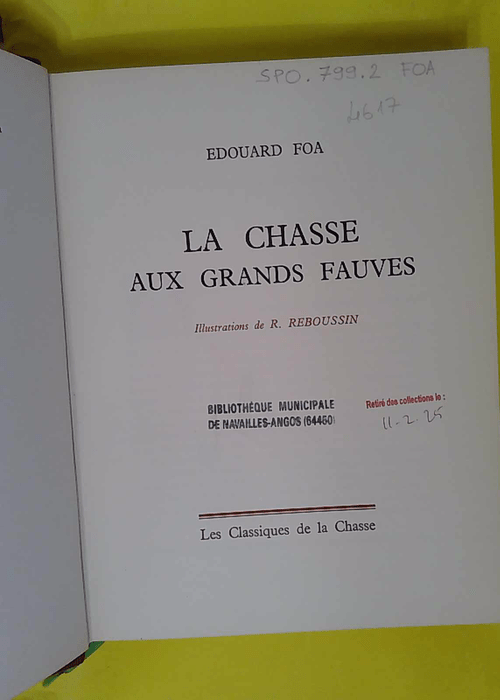 SPO. 799.2 FOA
4617
EDOUARD FOA
LA CHASSE
AUX GRANDS FAUVES
Illustrations de R. REBOUSSIN
BIBLIOTHÉQUE MUNICIPALE
DE NAVAILLES-ANGOS (64450)
Retiré des collections le :
11-2-25
Les Classiques de la Chasse